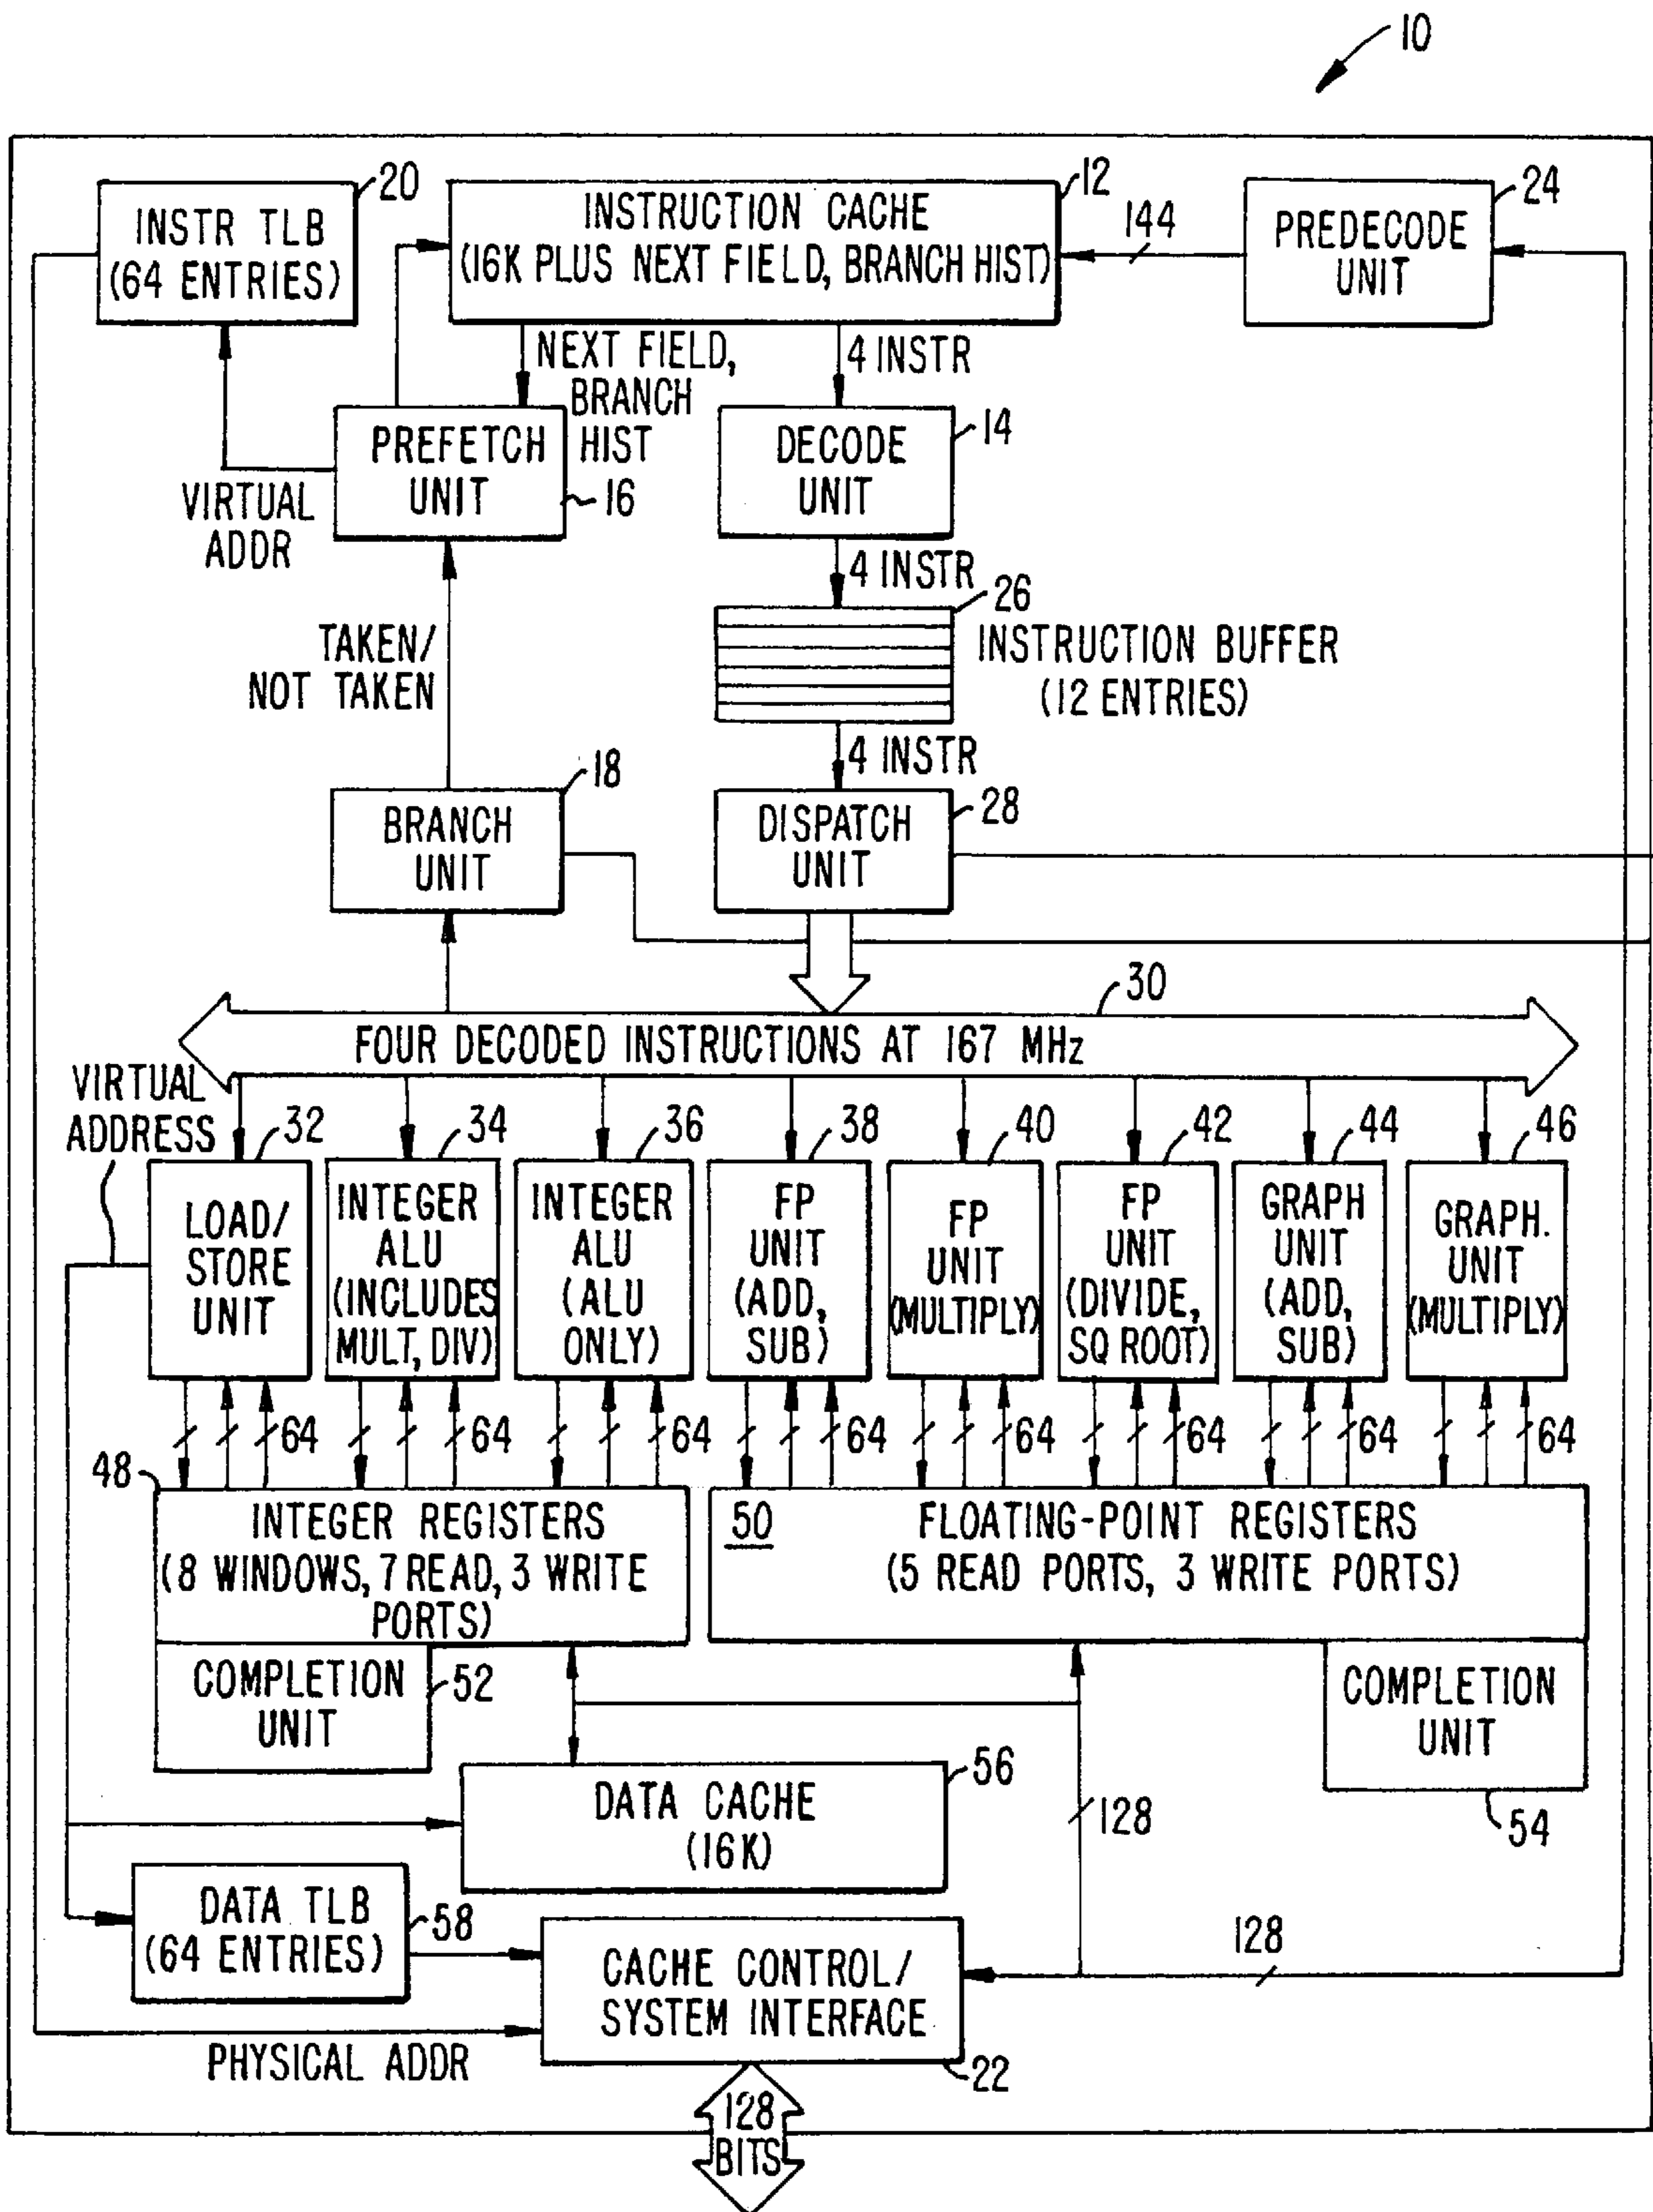 10
20
INSTR TLB
(64 ENTRIES)
12
INSTRUCTION CACHE
(16K PLUS NEXT FIELD, BRANCH HIST)
144
24
PREDECODE
UNIT
NEXT FIELD,
BRANCH
HIST
4 INSTR
PREFETCH
UNIT
16
VIRTUAL
ADDR
14
DECODE
UNIT
4 INSTR
26
INSTRUCTION BUFFER
(12 ENTRIES)
TAKEN/
NOT TAKEN
4 INSTR
18
BRANCH
UNIT
28
DISPATCH
UNIT
30
FOUR DECODED INSTRUCTIONS AT 167 MHz
VIRTUAL
ADDRESS
32
LOAD/
STORE
UNIT
34
INTEGER
ALU
(INCLUDES
MULT, DIV)
36
INTEGER
ALU
(ALU
ONLY)
38
FP
UNIT
(ADD,
SUB)
40
FP
UNIT
(MULTIPLY)
42
FP
UNIT
(DIVIDE,
SQ ROOT)
44
GRAPH
UNIT
(ADD,
SUB)
46
GRAPH.
UNIT
(MULTIPLY)
64
64
64
64
64
64
64
64
48
INTEGER REGISTERS
(8 WINDOWS, 7 READ, 3 WRITE
PORTS)
50
FLOATING-POINT REGISTERS
(5 READ PORTS, 3 WRITE PORTS)
COMPLETION
UNIT
52
COMPLETION
UNIT
54
56
DATA CACHE
(16K)
128
DATA TLB
(64 ENTRIES)
58
128
CACHE CONTROL/
SYSTEM INTERFACE
22
PHYSICAL ADDR
128
BITS